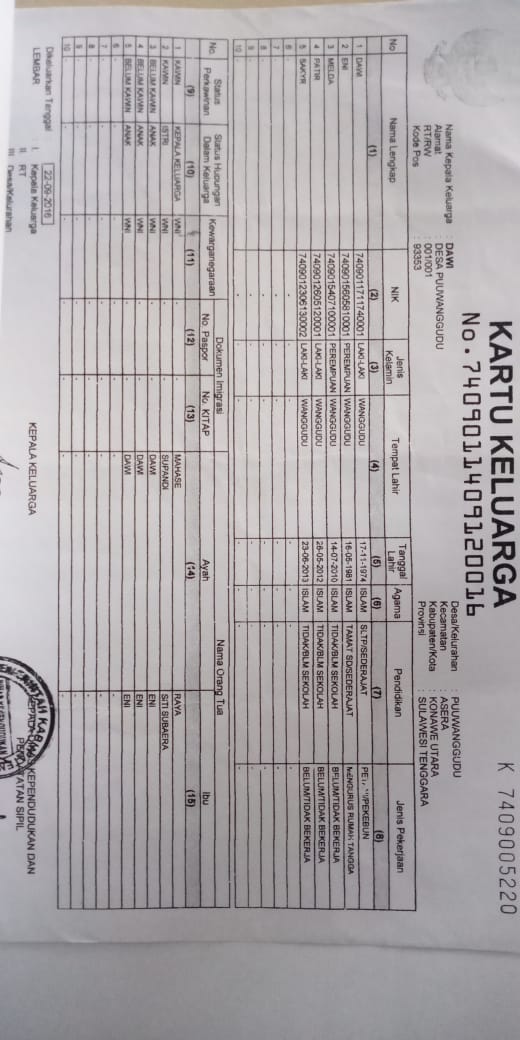 KARTU KELUARGA
K 7409005220
No.7409011409120016
Nama Kepala Keluarga : DAWI
Alamat : DESA PUUWANGGUDU
RT/RW : 001/001
Kode Pos : 93353
Desa/Kelurahan : PUUWANGGUDU
Kecamatan : ASERA
Kabupaten/Kota : KONAWE UTARA
Provinsi : SULAWESI TENGGARA
No Nama Lengkap NIK Jenis Kelamin Tempat Lahir Tanggal Lahir Agama Pendidikan Jenis Pekerjaan
(1) (2) (3) (4) (5) (6) (7) (8)
1 DAWI 7409011711740001 LAKI-LAKI WANGGUDU 17-11-1974 ISLAM SLTP/SEDERAJAT /PEKEBUN
2 ENI 7409015605810001 PEREMPUAN WANGGUDU 16-05-1981 ISLAM TAMAT SD/SEDERAJAT MENGURUS RUMAH TANGGA
3 MELDA 7409015407100001 PEREMPUAN WANGGUDU 14-07-2010 ISLAM TIDAK/BLM SEKOLAH BELUM/TIDAK BEKERJA
4 PATIR 7409012605120001 LAKI-LAKI WANGGUDU 26-05-2012 ISLAM TIDAK/BLM SEKOLAH BELUM/TIDAK BEKERJA
5 SAKYR 7409012306130002 LAKI-LAKI WANGGUDU 23-06-2013 ISLAM TIDAK/BLM SEKOLAH BELUM/TIDAK BEKERJA
6 - - - - - - - -
7 - - - - - - - -
8 - - - - - - - -
9 - - - - - - - -
10 - - - - - - - -
No. Status Perkawinan Status Hubungan Dalam Keluarga Kewarganegaraan Dokumen Imigrasi Nama Orang Tua
No. Paspor No. KITAP Ayah Ibu
(9) (10) (11) (12) (13) (14) (15)
1 KAWIN KEPALA KELUARGA WNI - - MAHASE RAYA
2 KAWIN ISTRI WNI - - SUPANDI SITI SUBAERA
3 BELUM KAWIN ANAK WNI - - DAWI ENI
4 BELUM KAWIN ANAK WNI - - DAWI ENI
5 BELUM KAWIN ANAK WNI - - DAWI ENI
6 - - - - - - -
7 - - - - - - -
8 - - - - - - -
9 - - - - - - -
10 - - - - - - -
Dikeluarkan Tanggal : 22-09-2016
LEMBAR : I. Kepala Keluarga
II. RT
III. Desa/Kelurahan
KEPALA KELUARGA
KEPALA DINAS KEPENDUDUKAN DAN
PENCATATAN SIPIL